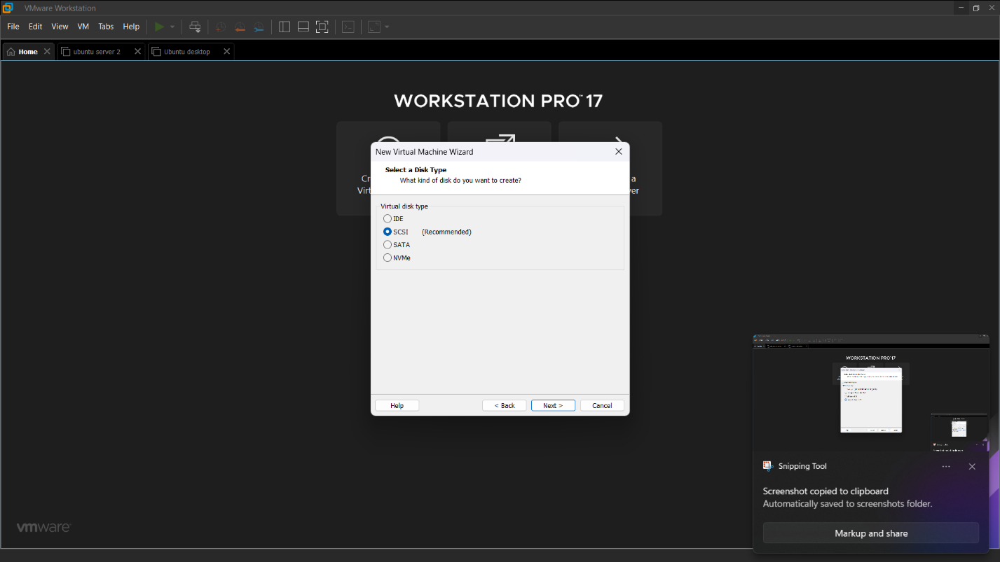 VMware Workstation
File Edit View VM Tabs Help
Home ubuntu server 2 Ubuntu desktop
WORKSTATION PRO™ 17
Cr
Virt
a
ver
New Virtual Machine Wizard
Select a Disk Type
What kind of disk do you want to create?
Virtual disk type
IDE
SCSI (Recommended)
SATA
NVMe
Help < Back Next > Cancel
WORKSTATION PRO™ 17
Snipping Tool
Screenshot copied to clipboard
Automatically saved to screenshots folder.
Markup and share
vmware